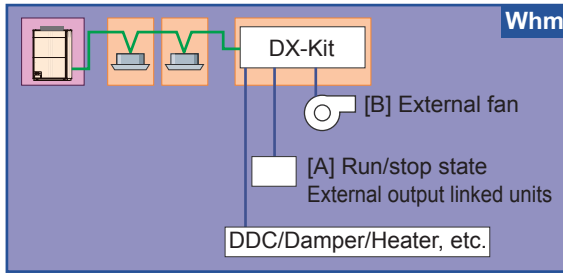 Whm
DX-Kit
[B] External fan
[A] Run/stop state
External output linked units
DDC/Damper/Heater, etc.